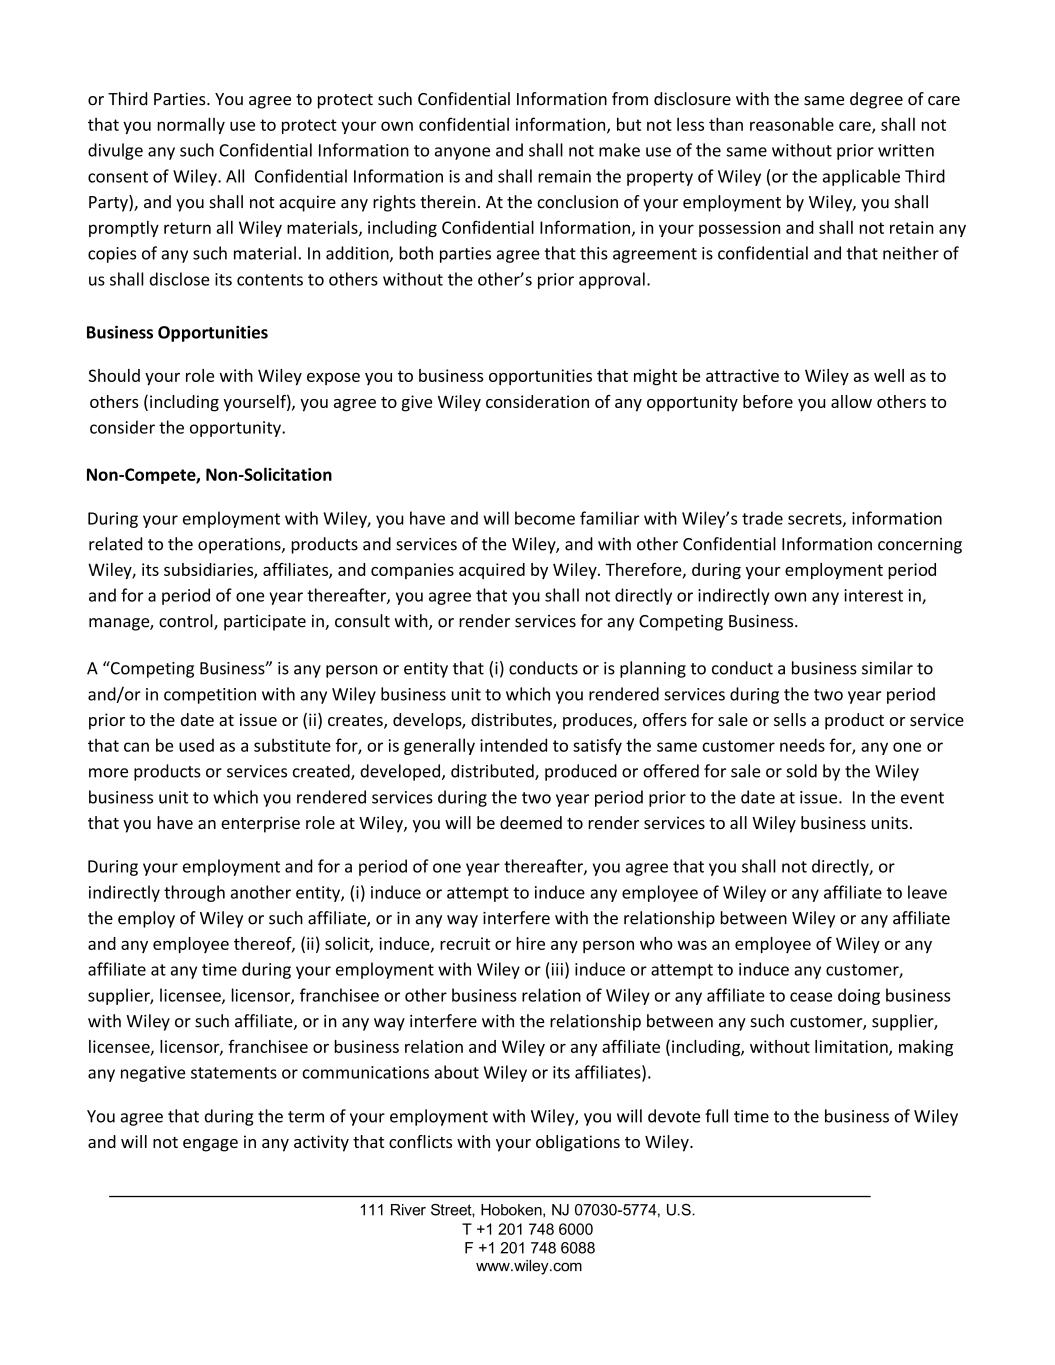 or Third Parties. You agree to protect such Confidential Information from disclosure with the same degree of care
that you normally use to protect your own confidential information, but not less than reasonable care, shall not
divulge any such Confidential Information to anyone and shall not make use of the same without prior written
consent of Wiley. All  Confidential Information is and shall remain the property of Wiley (or the applicable Third
Party), and you shall not acquire any rights therein. At the conclusion of your employment by Wiley, you shall
promptly return all Wiley materials, including Confidential Information, in your possession and shall not retain any
copies of any such material. In addition, both parties agree that this agreement is confidential and that neither of
us shall disclose its contents to others without the other’s prior approval.
Business Opportunities
Should your role with Wiley expose you to business opportunities that might be attractive to Wiley as well as to
others (including yourself), you agree to give Wiley consideration of any opportunity before you allow others to
consider the opportunity.
Non-Compete, Non-Solicitation
During your employment with Wiley, you have and will become familiar with Wiley’s trade secrets, information
related to the operations, products and services of the Wiley, and with other Confidential Information concerning
Wiley, its subsidiaries, affiliates, and companies acquired by Wiley. Therefore, during your employment period
and for a period of one year thereafter, you agree that you shall not directly or indirectly own any interest in,
manage, control, participate in, consult with, or render services for any Competing Business.
A “Competing Business” is any person or entity that (i) conducts or is planning to conduct a business similar to
and/or in competition with any Wiley business unit to which you rendered services during the two year period
prior to the date at issue or (ii) creates, develops, distributes, produces, offers for sale or sells a product or service
that can be used as a substitute for, or is generally intended to satisfy the same customer needs for, any one or
more products or services created, developed, distributed, produced or offered for sale or sold by the Wiley
business unit to which you rendered services during the two year period prior to the date at issue.  In the event
that you have an enterprise role at Wiley, you will be deemed to render services to all Wiley business units.
During your employment and for a period of one year thereafter, you agree that you shall not directly, or
indirectly through another entity, (i) induce or attempt to induce any employee of Wiley or any affiliate to leave
the employ of Wiley or such affiliate, or in any way interfere with the relationship between Wiley or any affiliate
and any employee thereof, (ii) solicit, induce, recruit or hire any person who was an employee of Wiley or any
affiliate at any time during your employment with Wiley or (iii) induce or attempt to induce any customer,
supplier, licensee, licensor, franchisee or other business relation of Wiley or any affiliate to cease doing business
with Wiley or such affiliate, or in any way interfere with the relationship between any such customer, supplier,
licensee, licensor, franchisee or business relation and Wiley or any affiliate (including, without limitation, making
any negative statements or communications about Wiley or its affiliates).
You agree that during the term of your employment with Wiley, you will devote full time to the business of Wiley
and will not engage in any activity that conflicts with your obligations to Wiley.
111 River Street, Hoboken, NJ 07030-5774, U.S.
T +1 201 748 6000
F +1 201 748 6088
www.wiley.com